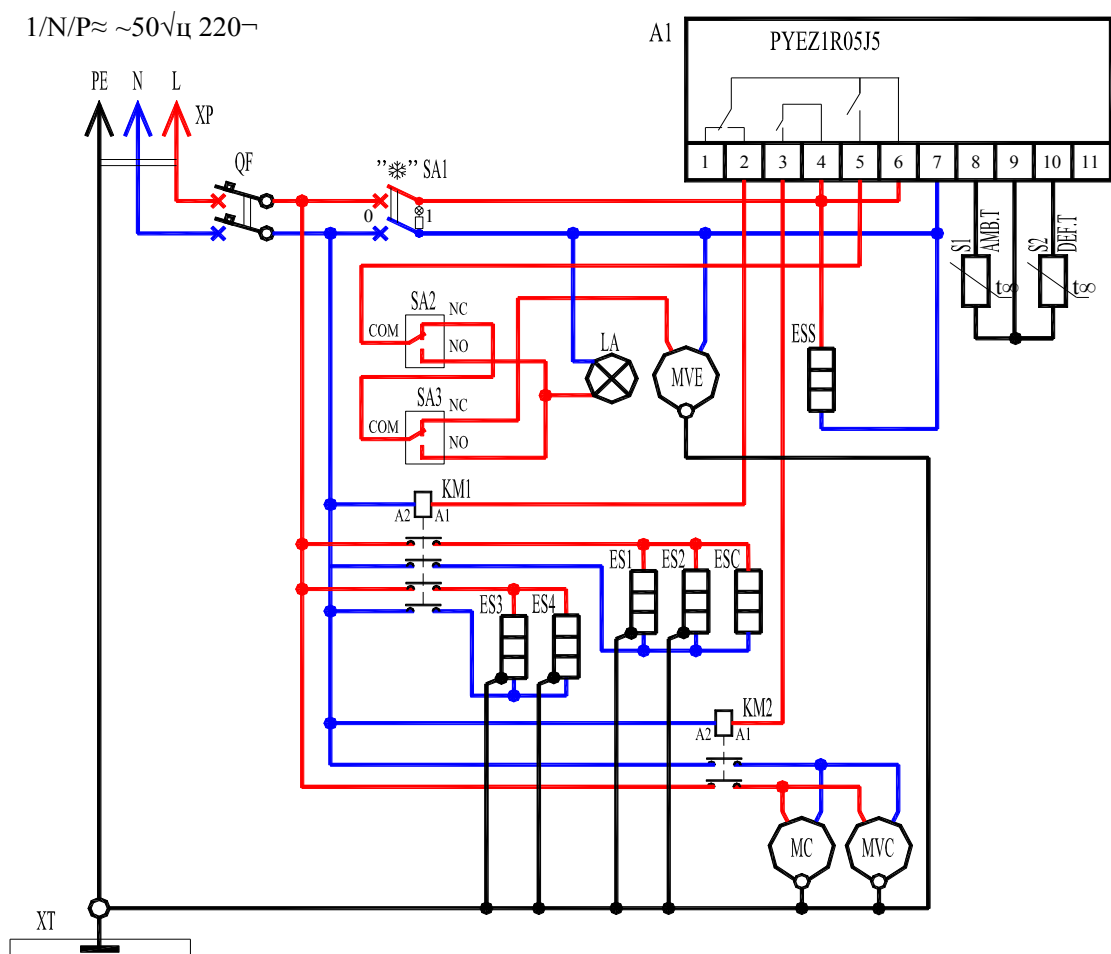 1/N/P≈ ~50√ц 220¬
A1
PYEZ1R05J5
PE N L
XP
1 2 3 4 5 6 7 8 9 10 11
QF
"❄" SA1
0 1
S1 AMB.T
S2 DEF.T
t∞ t∞
SA2
NC
COM
NO
LA
MVE
ESS
SA3
NC
COM
NO
KM1
A2 A1
ES1 ES2 ESC
ES3 ES4
KM2
A2 A1
MC MVC
XT